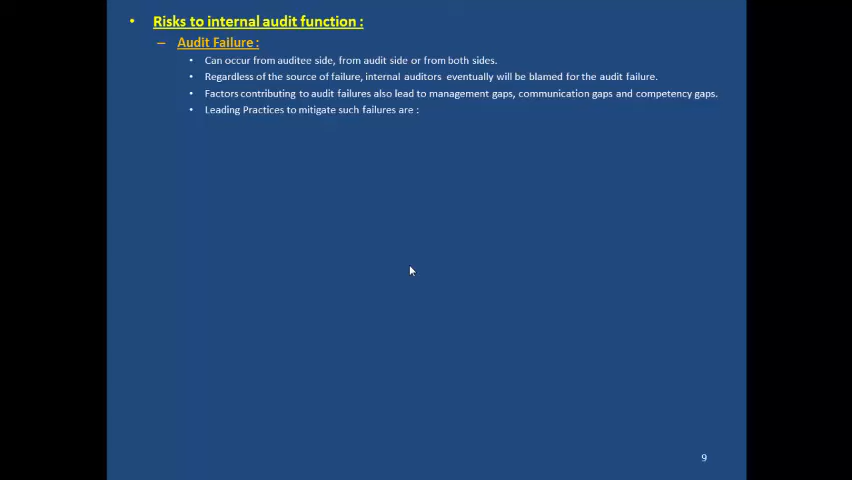 • Risks to internal audit function :
– Audit Failure :
• Can occur from auditee side, from audit side or from both sides.
• Regardless of the source of failure, internal auditors eventually will be blamed for the audit failure.
• Factors contributing to audit failures also lead to management gaps, communication gaps and competency gaps.
• Leading Practices to mitigate such failures are :
9